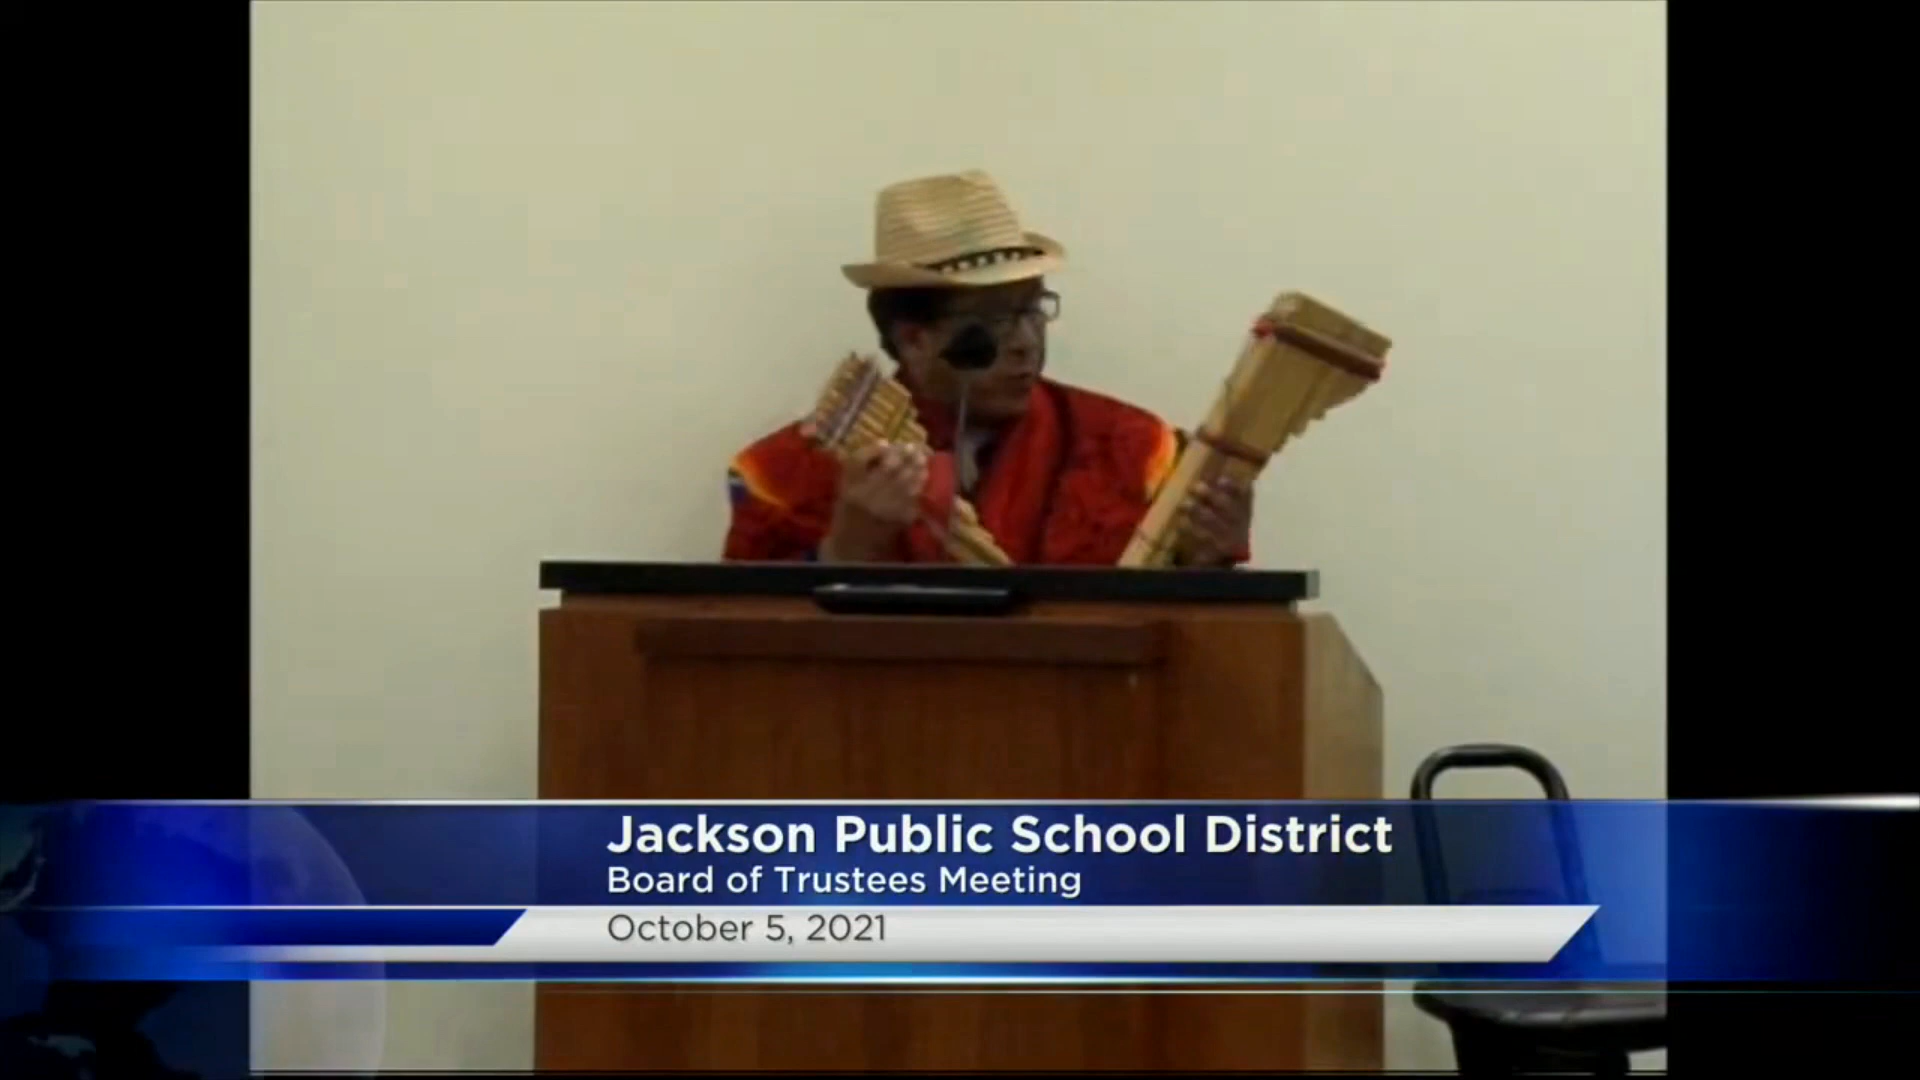 Jackson Public School District
Board of Trustees Meeting
October 5, 2021